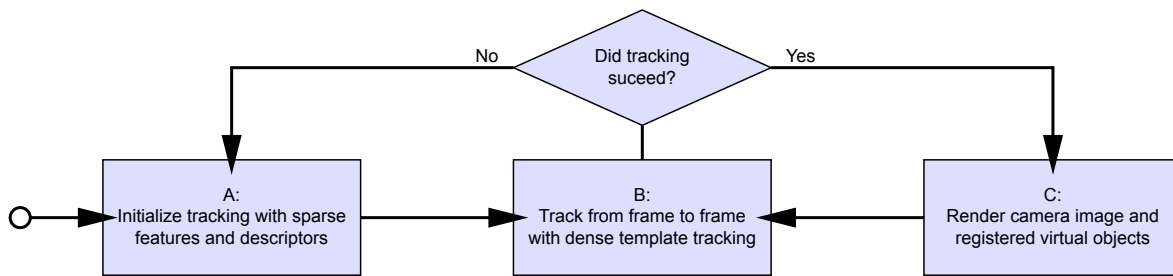 Did tracking
suceed?
No
Yes
A:
Initialize tracking with sparse
features and descriptors
B:
Track from frame to frame
with dense template tracking
C:
Render camera image and
registered virtual objects